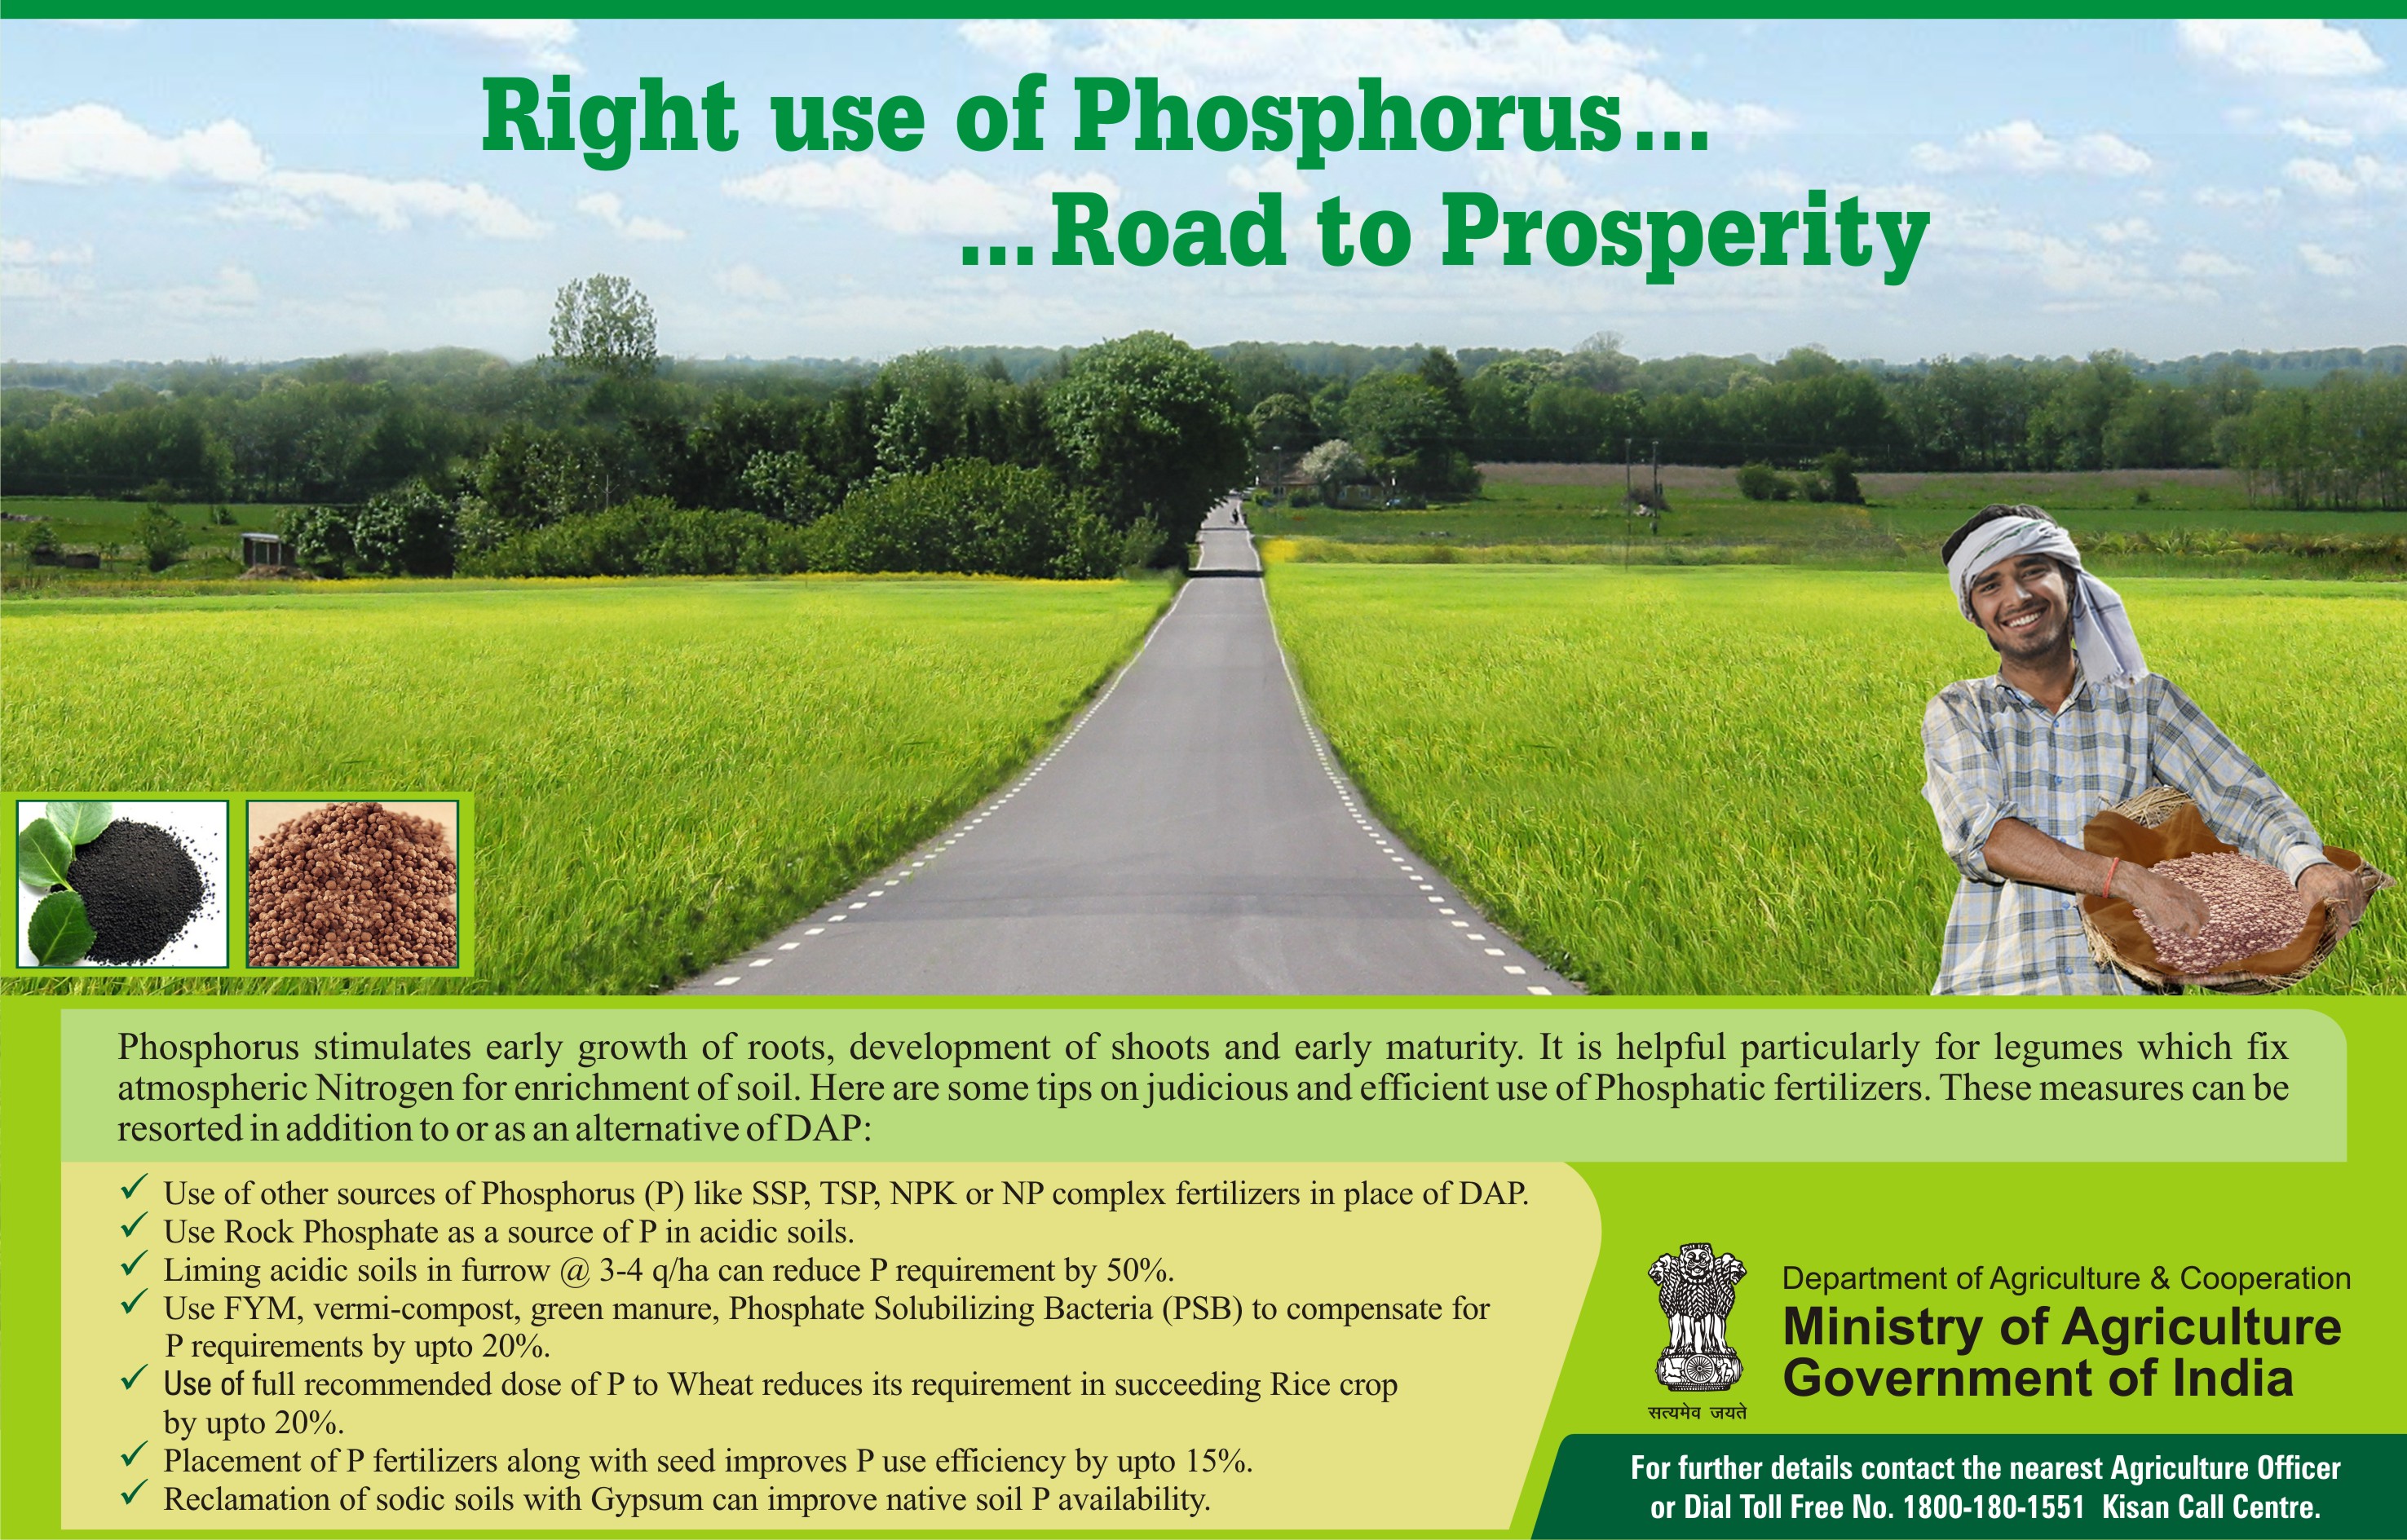 Right use of Phosphorus...
...Road to Prosperity
Phosphorus stimulates early growth of roots, development of shoots and early maturity. It is helpful particularly for legumes which fix
atmospheric Nitrogen for enrichment of soil. Here are some tips on judicious and efficient use of Phosphatic fertilizers. These measures can be
resorted in addition to or as an alternative of DAP:
✓ Use of other sources of Phosphorus (P) like SSP, TSP, NPK or NP complex fertilizers in place of DAP.
✓ Use Rock Phosphate as a source of P in acidic soils.
✓ Liming acidic soils in furrow @ 3-4 q/ha can reduce P requirement by 50%.
✓ Use FYM, vermi-compost, green manure, Phosphate Solubilizing Bacteria (PSB) to compensate for
P requirements by upto 20%.
✓ Use of full recommended dose of P to Wheat reduces its requirement in succeeding Rice crop
by upto 20%.
✓ Placement of P fertilizers along with seed improves P use efficiency by upto 15%.
✓ Reclamation of sodic soils with Gypsum can improve native soil P availability.
Department of Agriculture & Cooperation
Ministry of Agriculture
Government of India
सत्यमेव जयते
For further details contact the nearest Agriculture Officer
or Dial Toll Free No. 1800-180-1551 Kisan Call Centre.